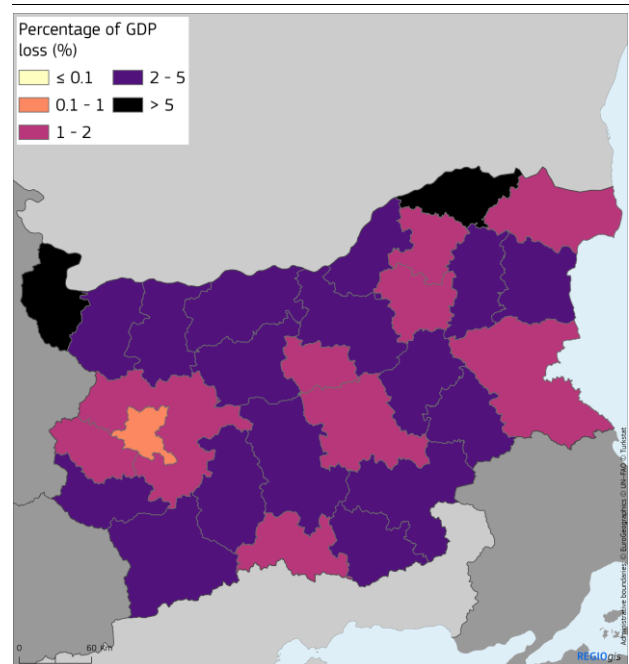 Percentage of GDP
loss (%)
≤ 0.1
2 - 5
0.1 - 1
> 5
1 - 2
Administrative boundaries: © EuroGeographics © UN-FAO © Turkstat
0
60 Km
REGIOgis